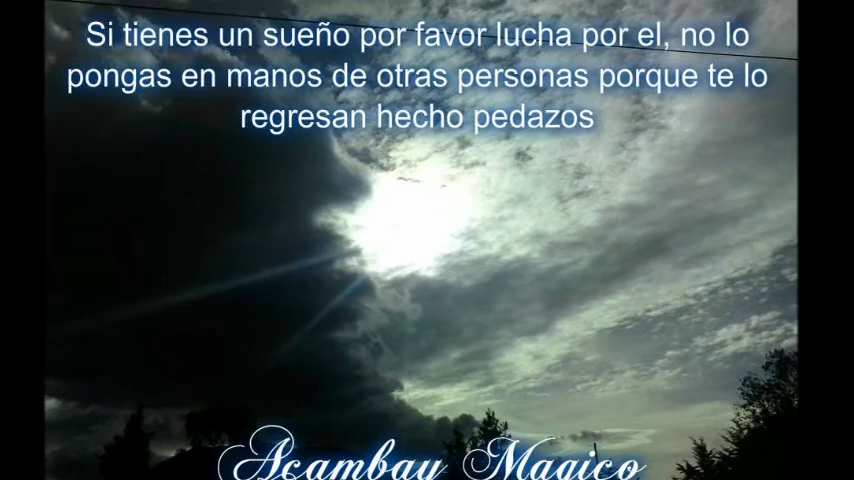 Si tienes un sueño por favor lucha por el, no lo
pongas en manos de otras personas porque te lo
regresan hecho pedazos
Acambay Magico